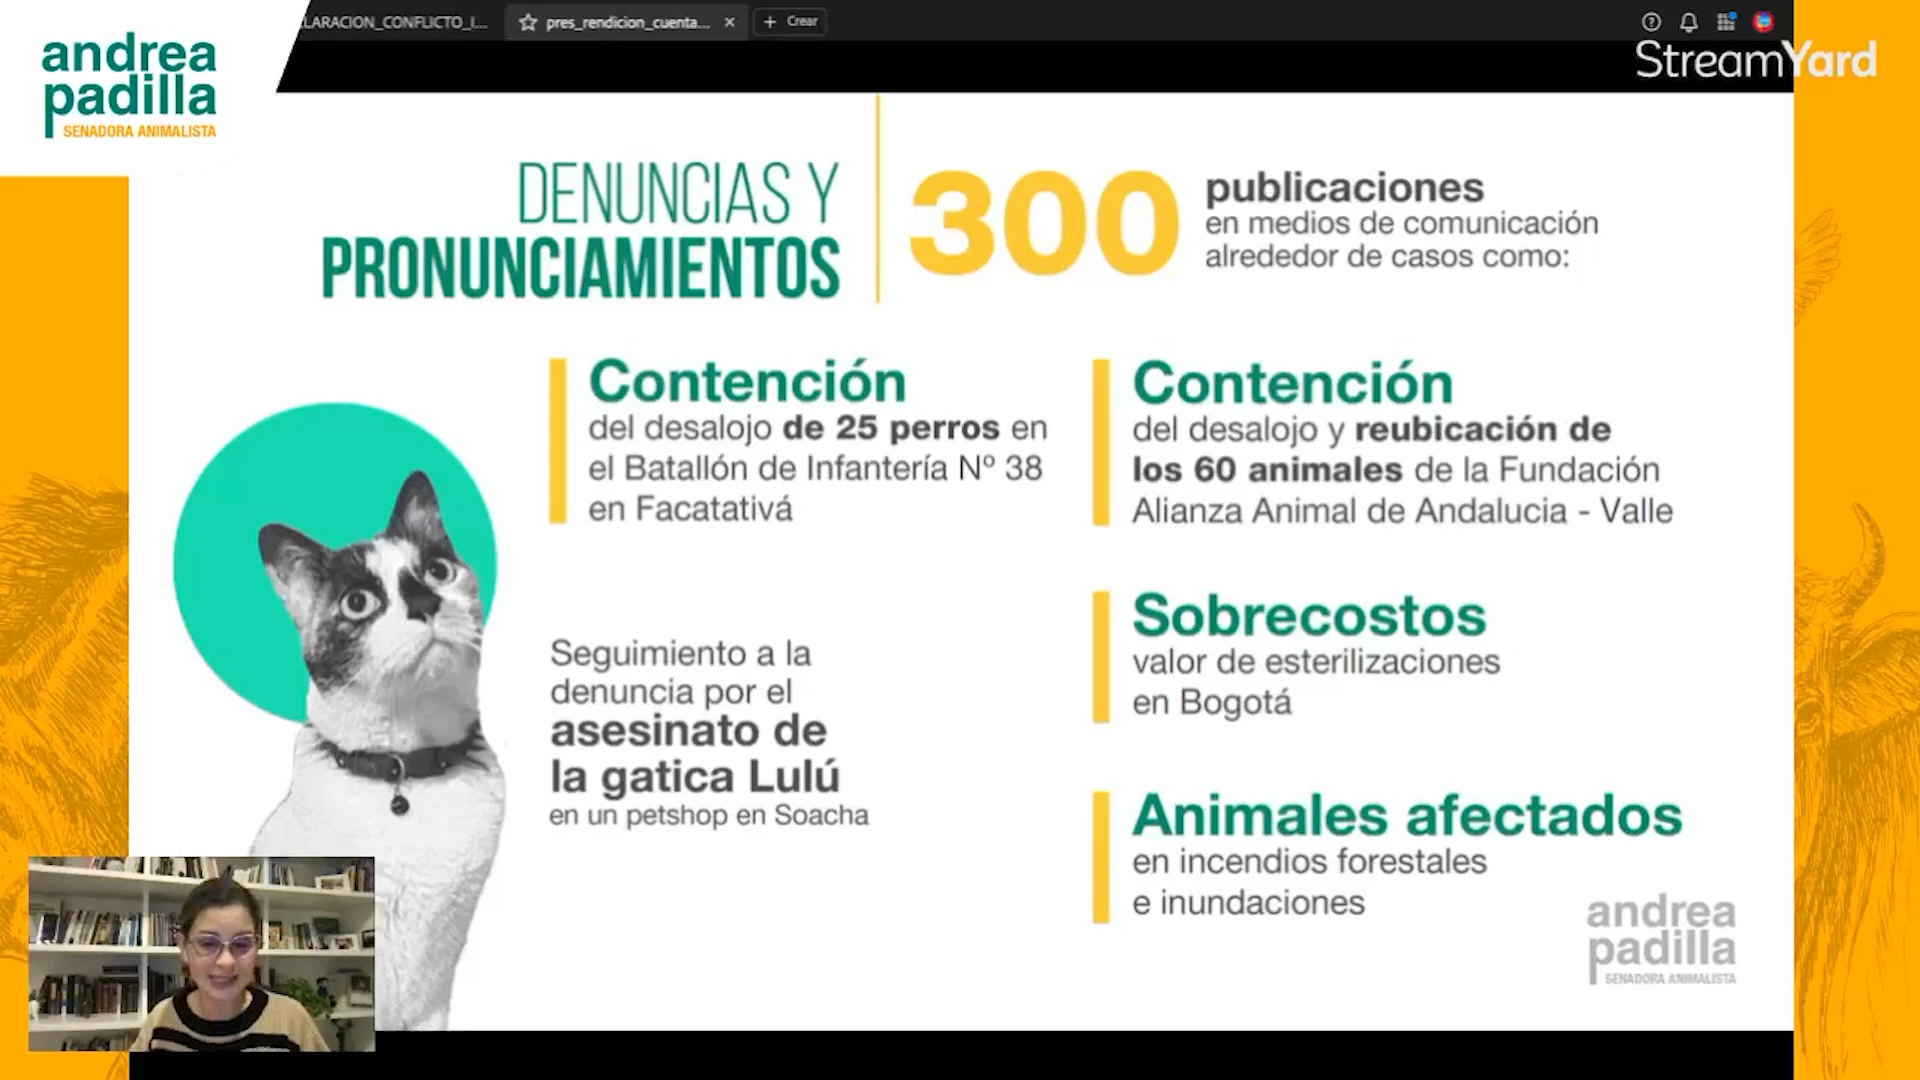 LARACION_CONFLICTO_I...
pres_rendicion_cuenta...
Crear
StreamYard
andrea
padilla
SENADORA ANIMALISTA
DENUNCIAS Y
PRONUNCIAMIENTOS
300
publicaciones
en medios de comunicación
alrededor de casos como:
Contención
del desalojo de 25 perros en
el Batallón de Infantería Nº 38
en Facatativá
Seguimiento a la
denuncia por el
asesinato de
la gatica Lulú
en un petshop en Soacha
Contención
del desalojo y reubicación de
los 60 animales de la Fundación
Alianza Animal de Andalucia - Valle
Sobrecostos
valor de esterilizaciones
en Bogotá
Animales afectados
en incendios forestales
e inundaciones
andrea
padilla
SENADORA ANIMALISTA